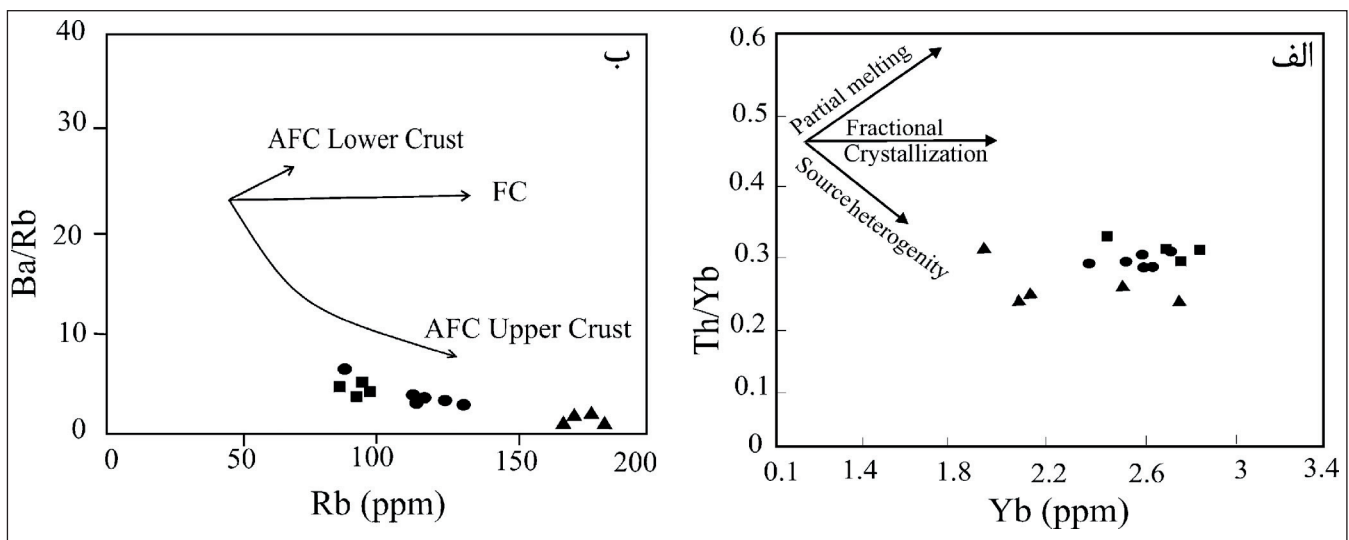 ب
40
30
20
10
0
Ba/Rb
AFC Lower Crust
FC
AFC Upper Crust
0 50 100 150 200
Rb (ppm)
الف
0.6
0.5
0.4
0.3
0.2
0.1
0
Th/Yb
Partial melting
Fractional
Crystallization
Source heterogenity
0.1 1.4 1.8 2.2 2.6 3 3.4
Yb (ppm)